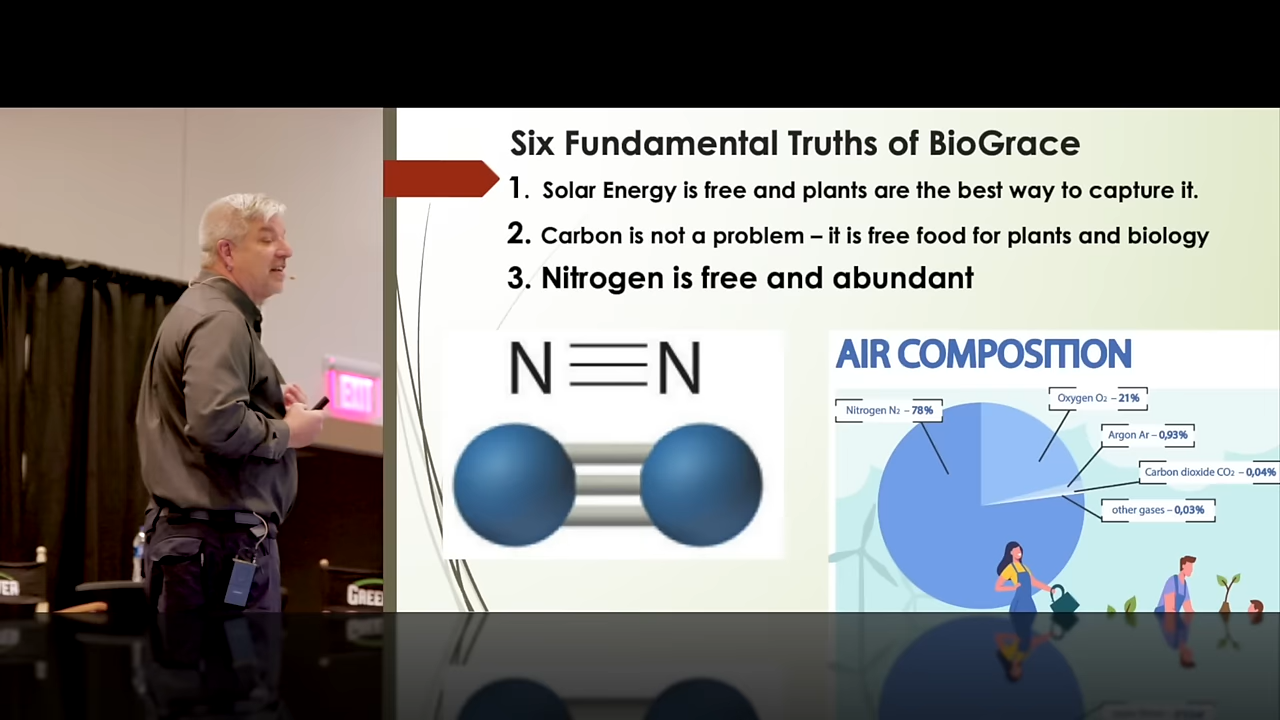 Six Fundamental Truths of BioGrace
1. Solar Energy is free and plants are the best way to capture it.
2. Carbon is not a problem – it is free food for plants and biology
3. Nitrogen is free and abundant
N≡N
AIR COMPOSITION
Nitrogen N₂ – 78%
Oxygen O₂ – 21%
Argon Ar – 0,93%
Carbon dioxide CO₂ – 0,04%
other gases – 0,03%
EXIT